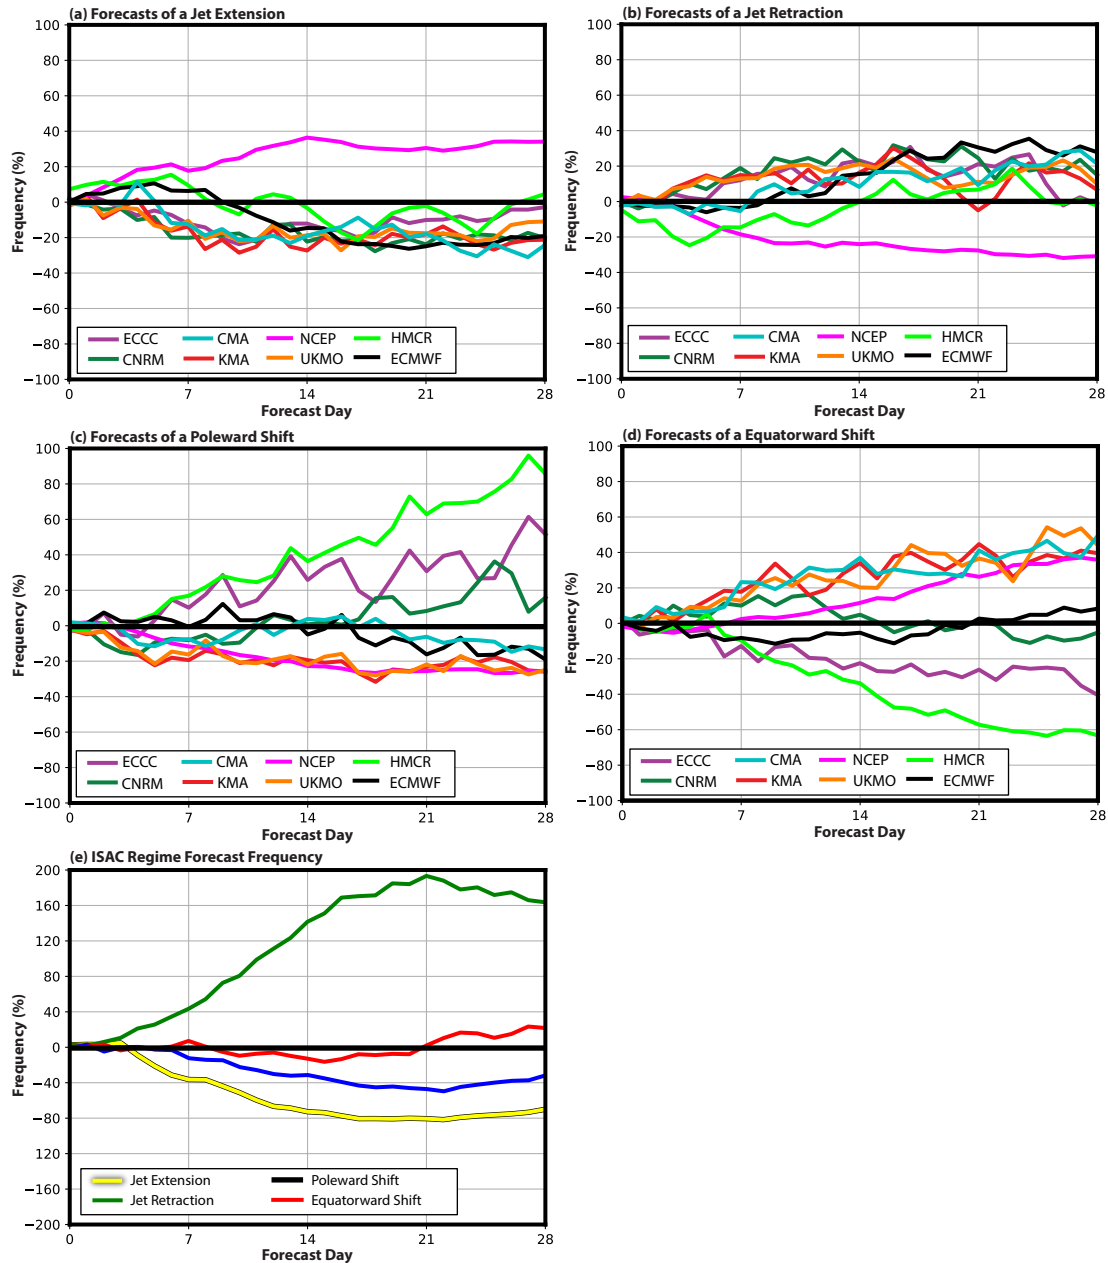 (a) Forecasts of a Jet Extension
Frequency (%)
100
80
60
40
20
0
−20
−40
−60
−80
−100
ECCC CMA NCEP HMCR
CNRM KMA UKMO ECMWF
0 7 14 21 28
Forecast Day
(b) Forecasts of a Jet Retraction
Frequency (%)
100
80
60
40
20
0
−20
−40
−60
−80
−100
ECCC CMA NCEP HMCR
CNRM KMA UKMO ECMWF
0 7 14 21 28
Forecast Day
(c) Forecasts of a Poleward Shift
Frequency (%)
100
80
60
40
20
0
−20
−40
−60
−80
−100
ECCC CMA NCEP HMCR
CNRM KMA UKMO ECMWF
0 7 14 21 28
Forecast Day
(d) Forecasts of a Equatorward Shift
Frequency (%)
100
80
60
40
20
0
−20
−40
−60
−80
−100
ECCC CMA NCEP HMCR
CNRM KMA UKMO ECMWF
0 7 14 21 28
Forecast Day
(e) ISAC Regime Forecast Frequency
Frequency (%)
200
160
120
80
40
0
−40
−80
−120
−160
−200
Jet Extension Poleward Shift
Jet Retraction Equatorward Shift
0 7 14 21 28
Forecast Day